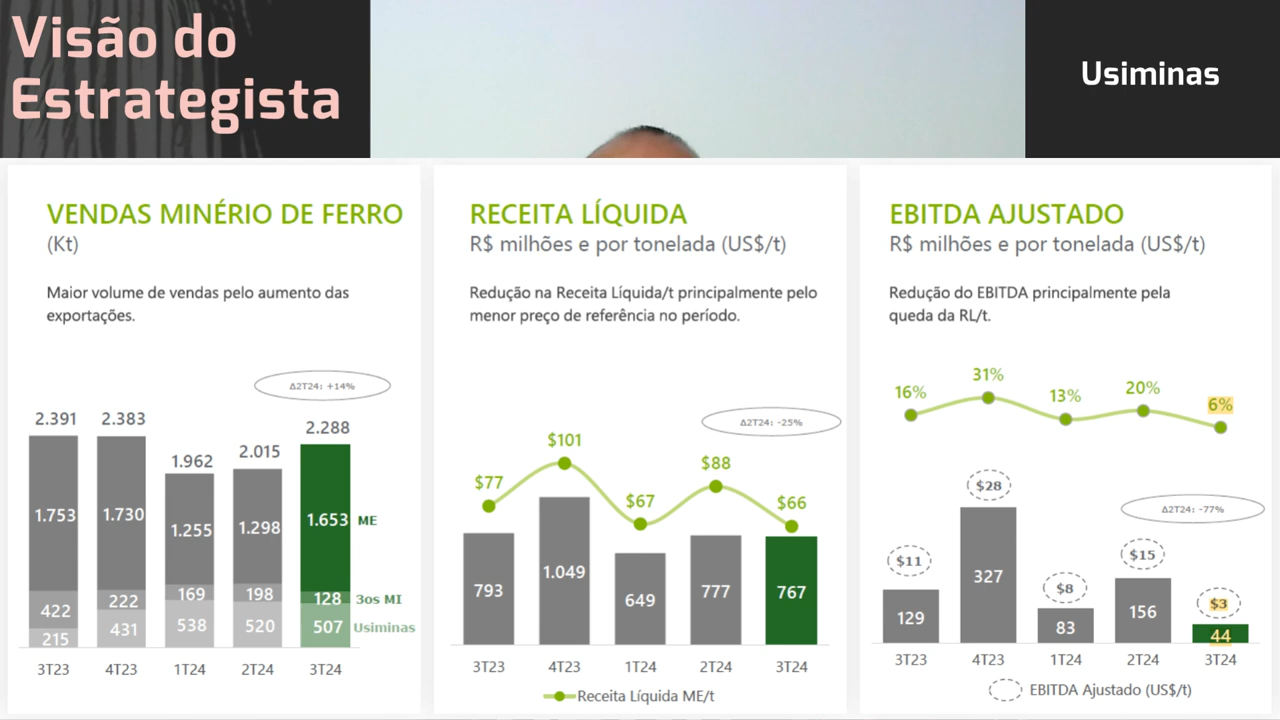 Visão do
Estrategista
Usiminas
VENDAS MINÉRIO DE FERRO
(Kt)
Maior volume de vendas pelo aumento das
exportações.
Δ2T24: +14%
2.391
2.383
1.962
2.015
2.288
1.753
1.730
1.255
1.298
1.653
ME
422
222
169
198
128
3os MI
215
431
538
520
507
Usiminas
3T23
4T23
1T24
2T24
3T24
RECEITA LÍQUIDA
R$ milhões e por tonelada (US$/t)
Redução na Receita Líquida/t principalmente pelo
menor preço de referência no período.
Δ2T24: -25%
$77
$101
$67
$88
$66
793
1.049
649
777
767
3T23
4T23
1T24
2T24
3T24
Receita Líquida ME/t
EBITDA AJUSTADO
R$ milhões e por tonelada (US$/t)
Redução do EBITDA principalmente pela
queda da RL/t.
16%
31%
13%
20%
6%
Δ2T24: -77%
$11
$28
$8
$15
$3
129
327
83
156
44
3T23
4T23
1T24
2T24
3T24
EBITDA Ajustado (US$/t)